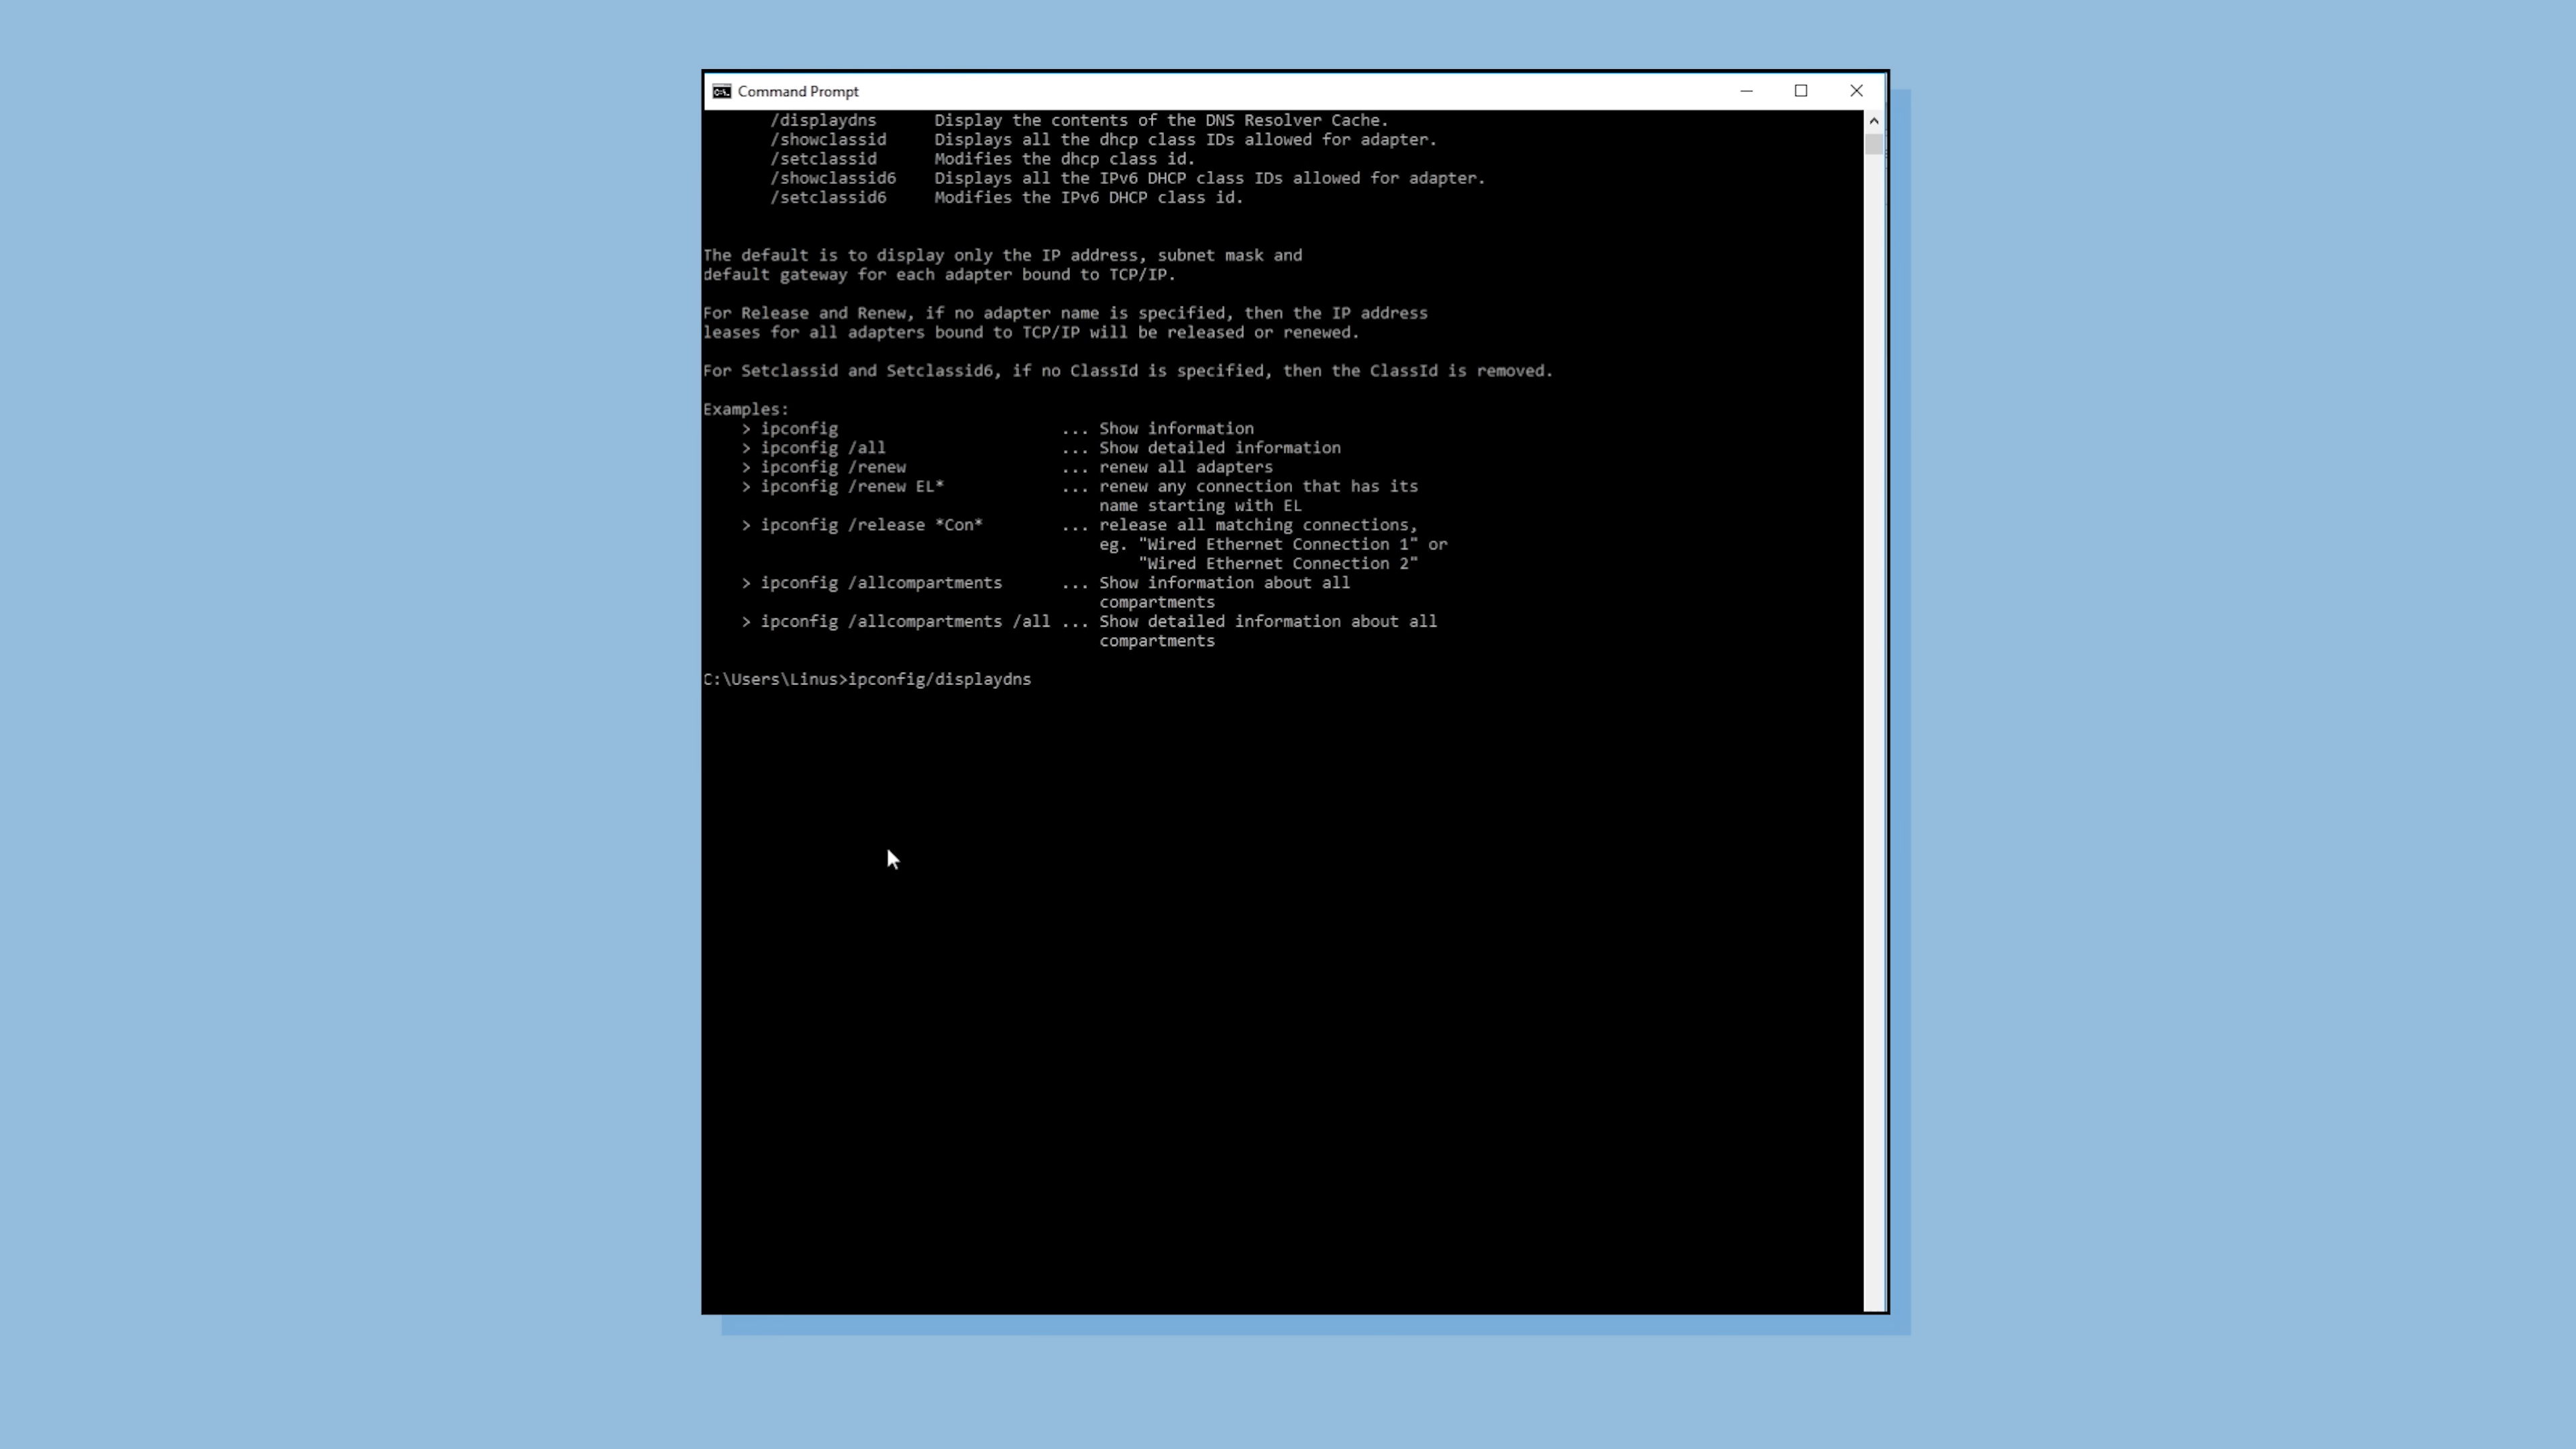 Command Prompt
/displaydns Display the contents of the DNS Resolver Cache.
/showclassid Displays all the dhcp class IDs allowed for adapter.
/setclassid Modifies the dhcp class id.
/showclassid6 Displays all the IPv6 DHCP class IDs allowed for adapter.
/setclassid6 Modifies the IPv6 DHCP class id.
The default is to display only the IP address, subnet mask and
default gateway for each adapter bound to TCP/IP.
For Release and Renew, if no adapter name is specified, then the IP address
leases for all adapters bound to TCP/IP will be released or renewed.
For Setclassid and Setclassid6, if no ClassId is specified, then the ClassId is removed.
Examples:
> ipconfig ... Show information
> ipconfig /all ... Show detailed information
> ipconfig /renew ... renew all adapters
> ipconfig /renew EL* ... renew any connection that has its
name starting with EL
> ipconfig /release *Con* ... release all matching connections,
eg. "Wired Ethernet Connection 1" or
"Wired Ethernet Connection 2"
> ipconfig /allcompartments ... Show information about all
compartments
> ipconfig /allcompartments /all ... Show detailed information about all
compartments
C:\Users\Linus>ipconfig/displaydns